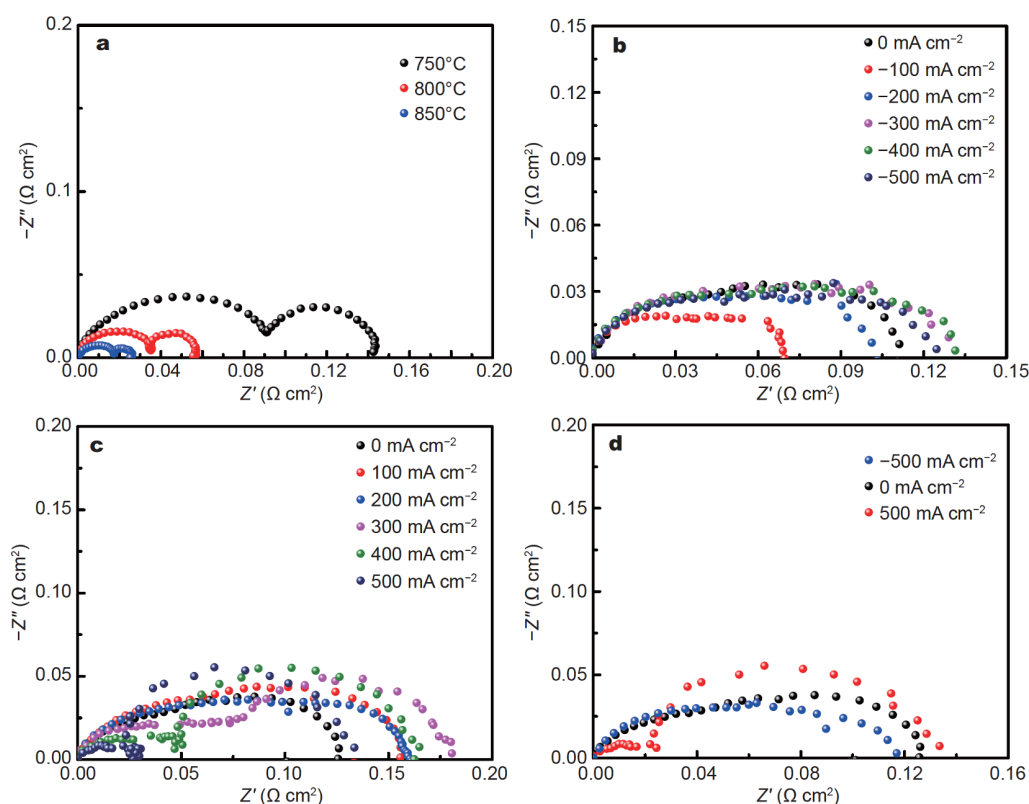 a
750°C
800°C
850°C
0.2
0.1
0.0
0.00 0.04 0.08 0.12 0.16 0.20
−Z″ (Ω cm²)
Z′ (Ω cm²)
b
0 mA cm⁻²
−100 mA cm⁻²
−200 mA cm⁻²
−300 mA cm⁻²
−400 mA cm⁻²
−500 mA cm⁻²
0.15
0.12
0.09
0.06
0.03
0.00
0.00 0.03 0.06 0.09 0.12 0.15
−Z″ (Ω cm²)
Z′ (Ω cm²)
c
0 mA cm⁻²
100 mA cm⁻²
200 mA cm⁻²
300 mA cm⁻²
400 mA cm⁻²
500 mA cm⁻²
0.20
0.15
0.10
0.05
0.00
0.00 0.05 0.10 0.15 0.20
−Z″ (Ω cm²)
Z′ (Ω cm²)
d
−500 mA cm⁻²
0 mA cm⁻²
500 mA cm⁻²
0.20
0.15
0.10
0.05
0.00
0.00 0.04 0.08 0.12 0.16
−Z″ (Ω cm²)
Z′ (Ω cm²)